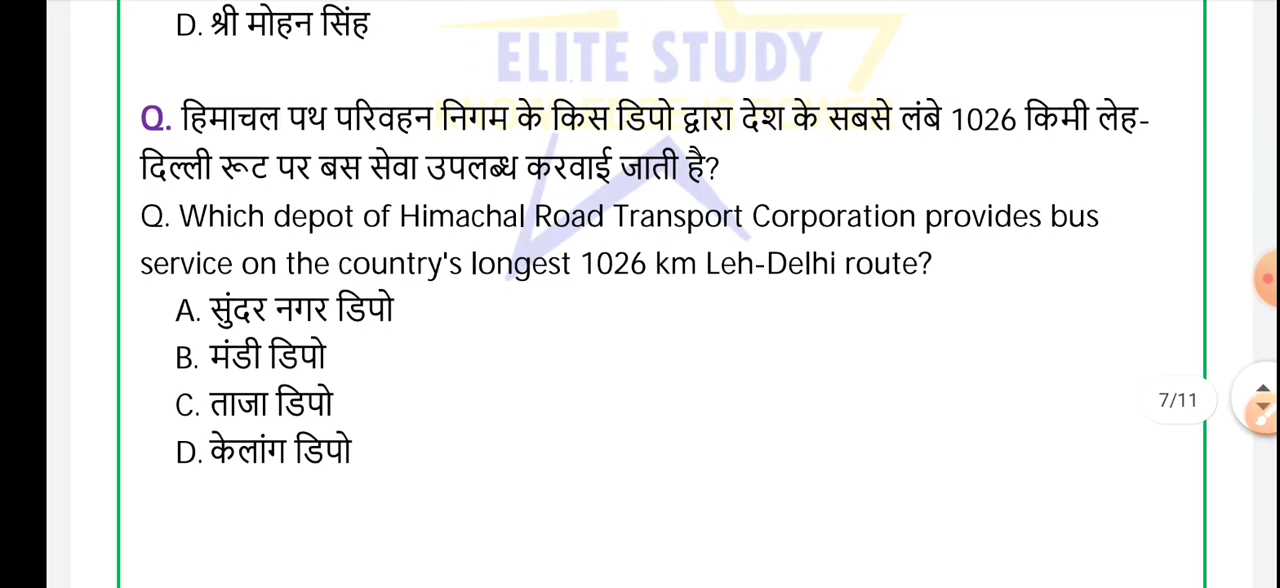 D. श्री मोहन सिंह
ELITE STUDY
Q. हिमाचल पथ परिवहन निगम के किस डिपो द्वारा देश के सबसे लंबे 1026 किमी लेह-
दिल्ली रूट पर बस सेवा उपलब्ध करवाई जाती है?
Q. Which depot of Himachal Road Transport Corporation provides bus
service on the country's longest 1026 km Leh-Delhi route?
A. सुंदर नगर डिपो
B. मंडी डिपो
C. ताजा डिपो
7/11
D. केलांग डिपो